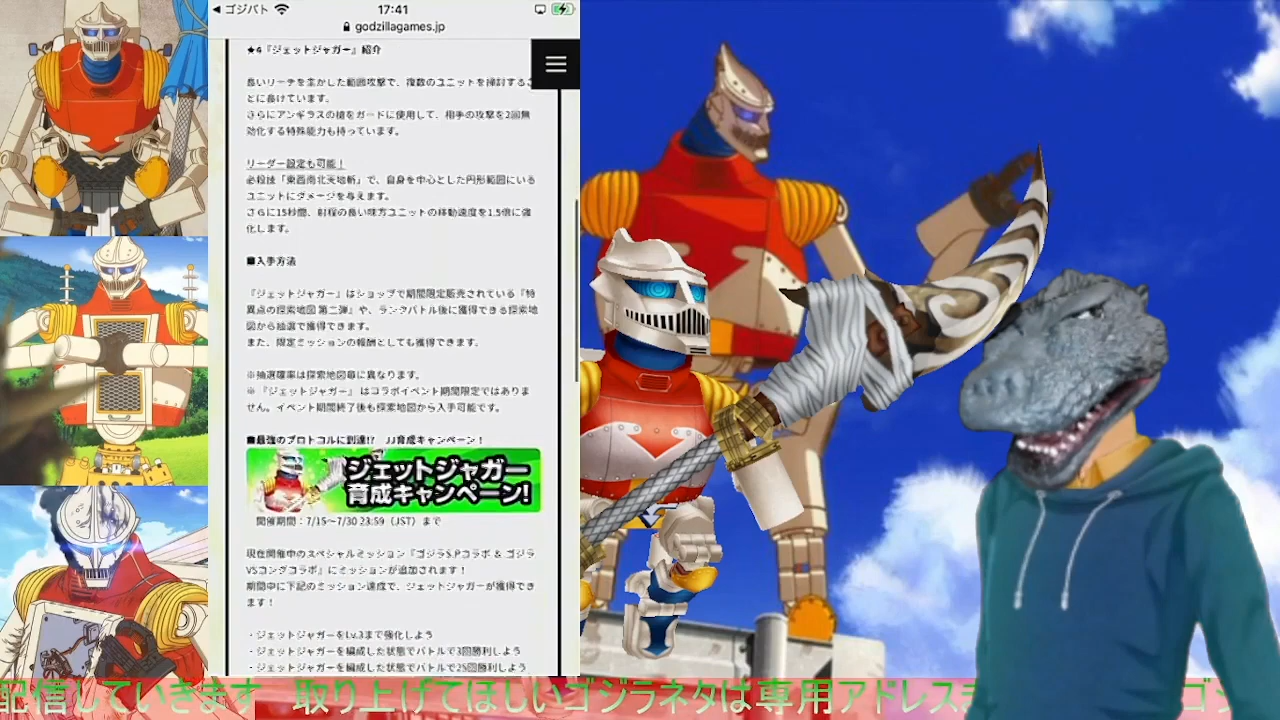 ◀ ゴジバト
17:41
godzillagames.jp
★4『ジェットジャガー』紹介
長いリーチを生かした範囲攻撃で、複数のユニットを掃討するこ
とに長けています。
さらにアンギラスの槍をガードに使用して、相手の攻撃を2回無
効化する特殊能力も持っています。
リーダー設定も可能！
必殺技「東西南北天地斬」で、自身を中心とした円形範囲にいる
ユニットにダメージを与えます。
さらに15秒間、射程の長い味方ユニットの移動速度を1.5倍に強
化します。
■入手方法
『ジェットジャガー』はショップで期間限定販売されている『特
異点の探索地図 第二弾』や、ランクバトル後に獲得できる探索地
図から抽選で獲得できます。
また、限定ミッションの報酬としても獲得できます。
※抽選確率は探索地図毎に異なります。
※『ジェットジャガー』はコラボイベント期間限定ではありま
せん。イベント期間終了後も探索地図から入手可能です。
■最強のプロトコルに到達!? JJ育成キャンペーン！
ジェットジャガー
育成キャンペーン!
開催期間：7/15～7/30 23:59（JST）まで
現在開催中のスペシャルミッション『ゴジラS.Pコラボ & ゴジラ
VSコングコラボ』にミッションが追加されます！
期間中に下記のミッション達成で、ジェットジャガーが獲得でき
ます！
・ジェットジャガーをLv.3まで強化しよう
・ジェットジャガーを編成した状態でバトルで3回勝利しよう
・ジェットジャガーを編成した状態でバトルで25回勝利しよう
配信していきます 取り上げてほしいゴジラネタは専用アドレスま ゴジ